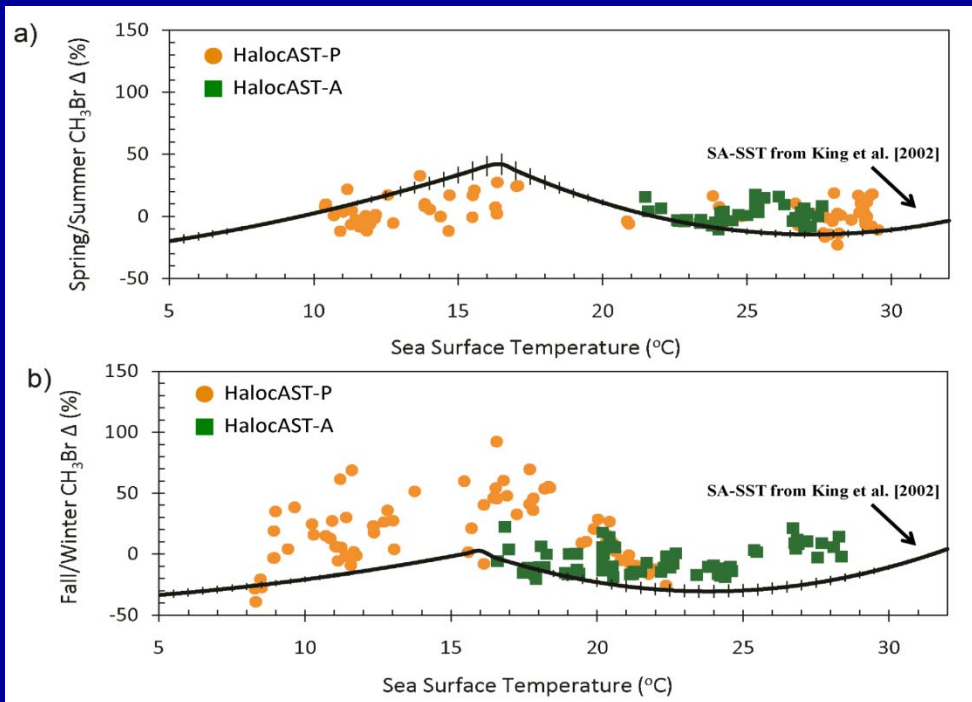 a)
Spring/Summer CH₃Br Δ (%)
150
100
50
0
-50
HalocAST-P
HalocAST-A
SA-SST from King et al. [2002]
5
10
15
20
25
30
Sea Surface Temperature (°C)
b)
Fall/Winter CH₃Br Δ (%)
150
100
50
0
-50
HalocAST-P
HalocAST-A
SA-SST from King et al. [2002]
5
10
15
20
25
30
Sea Surface Temperature (°C)